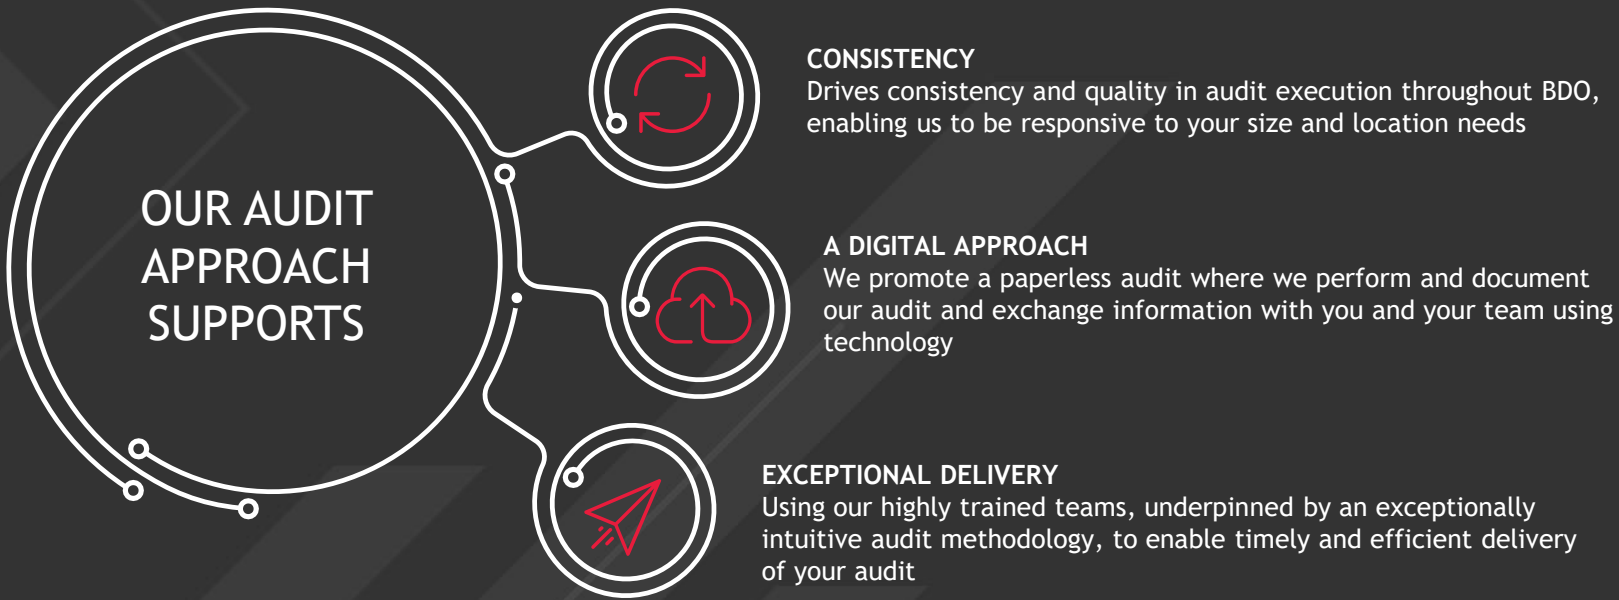 OUR AUDIT
APPROACH
SUPPORTS
CONSISTENCY
Drives consistency and quality in audit execution throughout BDO,
enabling us to be responsive to your size and location needs
A DIGITAL APPROACH
We promote a paperless audit where we perform and document
our audit and exchange information with you and your team using
technology
EXCEPTIONAL DELIVERY
Using our highly trained teams, underpinned by an exceptionally
intuitive audit methodology, to enable timely and efficient delivery
of your audit